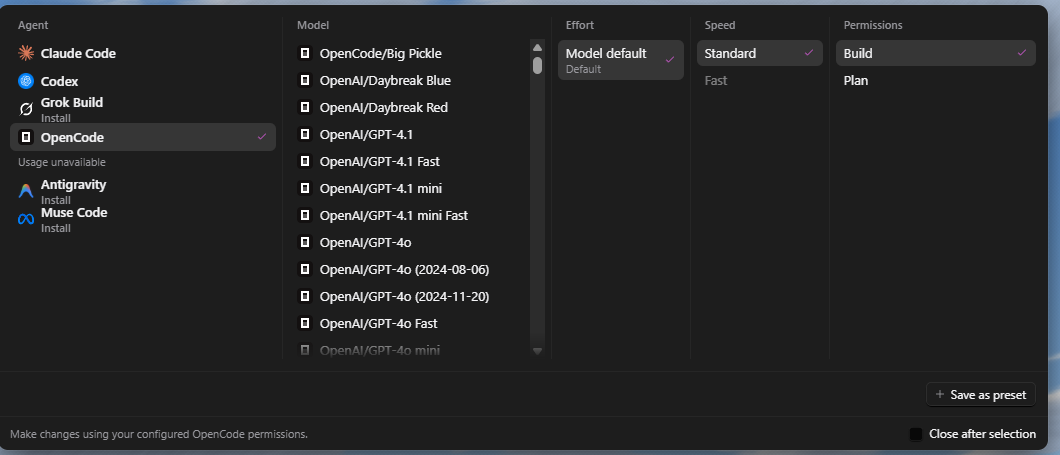 Agent
Claude Code
Codex
Grok Build
Install
OpenCode
Usage unavailable
Antigravity
Install
Muse Code
Install
Model
OpenCode/Big Pickle
OpenAI/Daybreak Blue
OpenAI/Daybreak Red
OpenAI/GPT-4.1
OpenAI/GPT-4.1 Fast
OpenAI/GPT-4.1 mini
OpenAI/GPT-4.1 mini Fast
OpenAI/GPT-4o
OpenAI/GPT-4o (2024-08-06)
OpenAI/GPT-4o (2024-11-20)
OpenAI/GPT-4o Fast
OpenAI/GPT-4o mini
Effort
Model default
Default
Speed
Standard
Fast
Permissions
Build
Plan
+ Save as preset
Make changes using your configured OpenCode permissions.
Close after selection